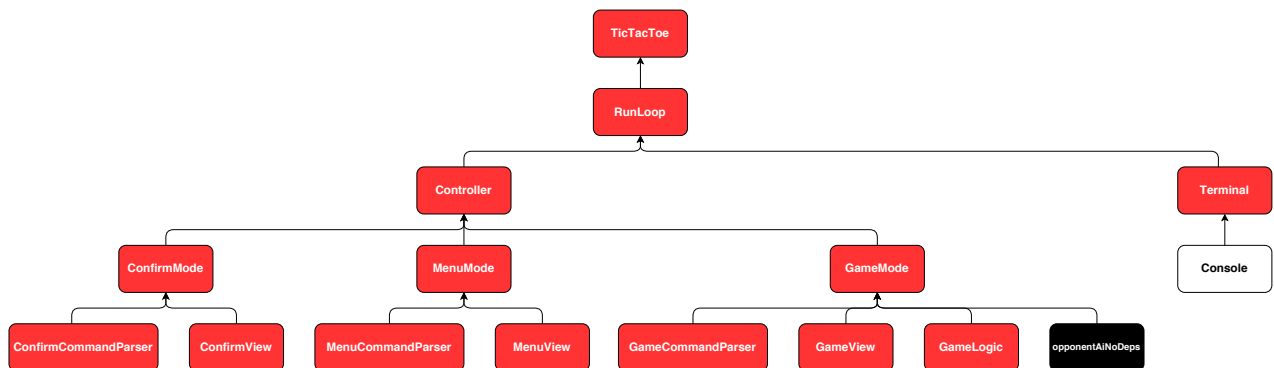 TicTacToe
RunLoop
Controller
Terminal
ConfirmMode
MenuMode
GameMode
Console
ConfirmCommandParser
ConfirmView
MenuCommandParser
MenuView
GameCommandParser
GameView
GameLogic
opponentAiNoDeps